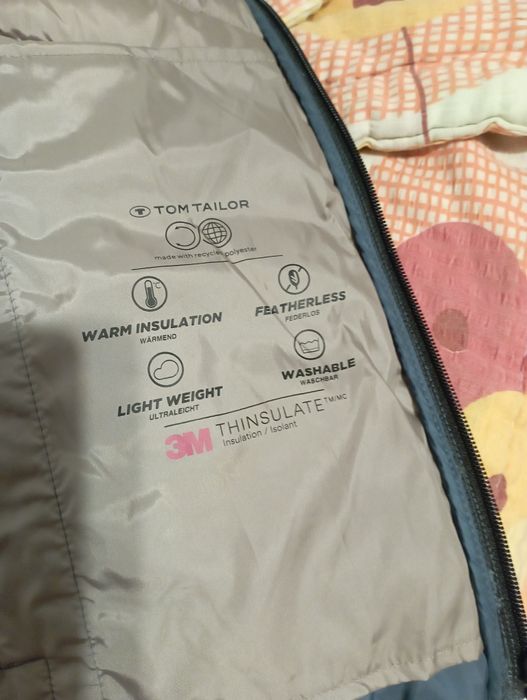 TOM TAILOR
made with recycled polyester
WARM INSULATION
WÄRMEND
FEATHERLESS
FEDERLOS
LIGHT WEIGHT
ULTRALEICHT
WASHABLE
WASCHBAR
3M THINSULATE™/MC
Insulation / Isolant